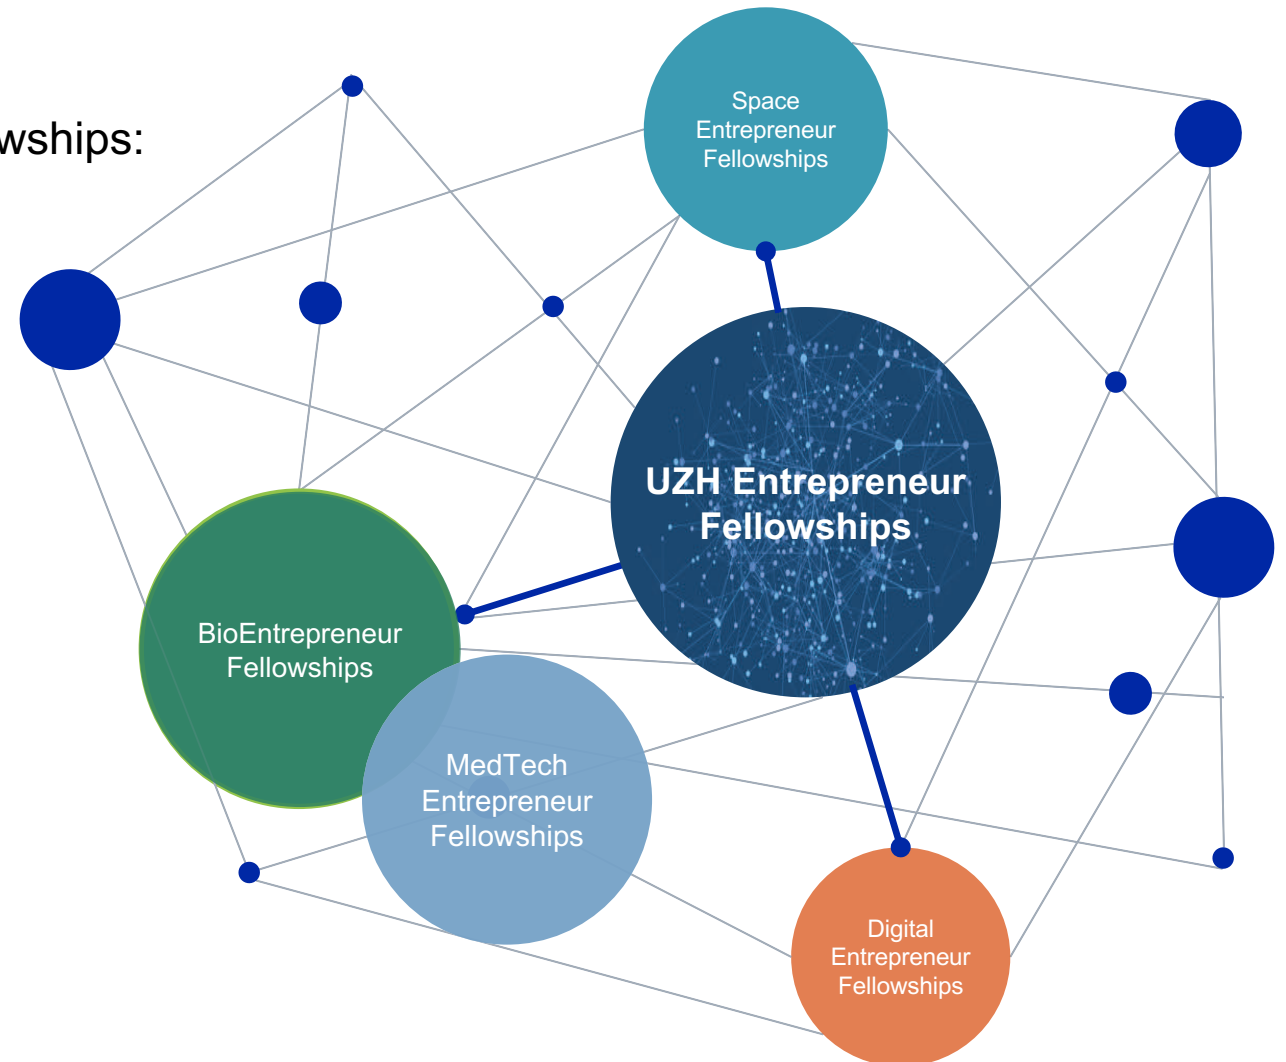 wships:
Space
Entrepreneur
Fellowships
UZH Entrepreneur
Fellowships
BioEntrepreneur
Fellowships
MedTech
Entrepreneur
Fellowships
Digital
Entrepreneur
Fellowships